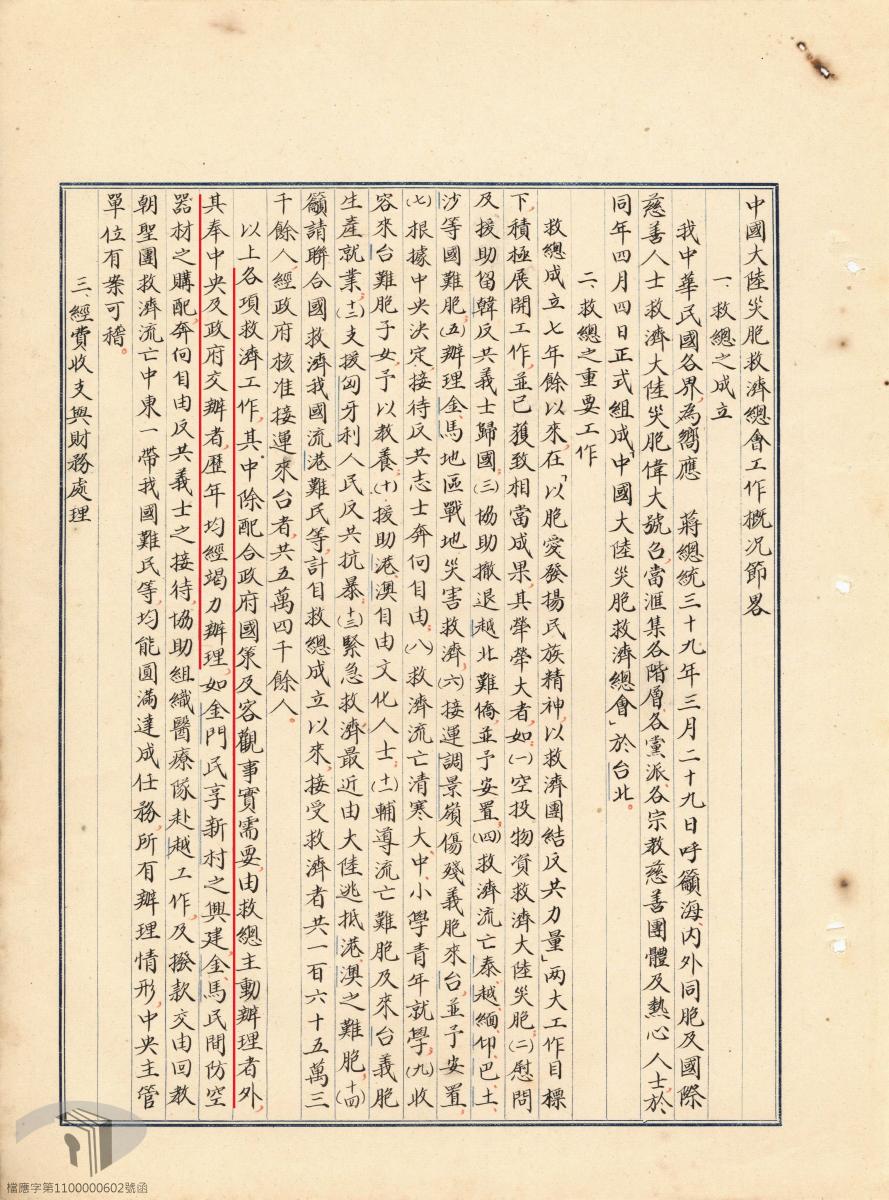 中國大陸災胞救濟總會工作概況節畧
一、救總之成立
我中華民國各界,為嚮應　蔣總統三十九年三月二十九日呼籲海內外同胞及國際
慈善人士救濟大陸災胞偉大號召,當滙集各階層、各黨派、各宗教慈善團體及熱心人士,於
同年四月四日正式組成「中國大陸災胞救濟總會」於台北。
二、救總之重要工作
救總成立七年餘以來,在「以胞愛發揚民族精神,以救濟團結反共力量」兩大工作目標
下,積極展開工作,並已獲致相當成果,其犖犖大者,如:㈠空投物資救濟大陸災胞;㈡慰問
及援助留韓反共義士歸國;㈢協助撤退越北難僑,並予安置;㈣救濟流亡泰、越、緬、印、巴、土、
沙等國難胞;㈤辦理金、馬地區戰地災害救濟;㈥接運調景嶺傷殘義胞來台,並予安置;
㈦根據中央決定,接待反共志士奔向自由;㈧救濟流亡清寒大、中、小學青年就學;㈨收
容來台難胞子女,予以教養;㈩援助港、澳自由文化人士;(十一)輔導流亡難胞及來台義胞
生產就業;(十二)支援匈牙利人民反共抗暴;(十三)緊急救濟最近由大陸逃抵港、澳之難胞;(十四)
籲請聯合國救濟我國流港難民等,計自救總成立以來,接受救濟者共一百六十五萬三
千餘人,經政府核准接運來台者,共五萬四千餘人。
以上各項救濟工作,其中除配合政府國策及客觀事實需要,由救總主動辦理者外,
其奉中央及政府交辦者,歷年均經竭力辦理,如金門民享新村之興建,金、馬民間防空
器材之購配,奔向自由反共義士之接待,協助組織醫療隊赴越工作,及撥款交由回教
朝聖團救濟流亡中東一帶我國難民等,均能圓滿達成任務,所有辦理情形,中央主管
單位有案可稽。
三、經費收支與財務處理
檔應字第1100000602號函